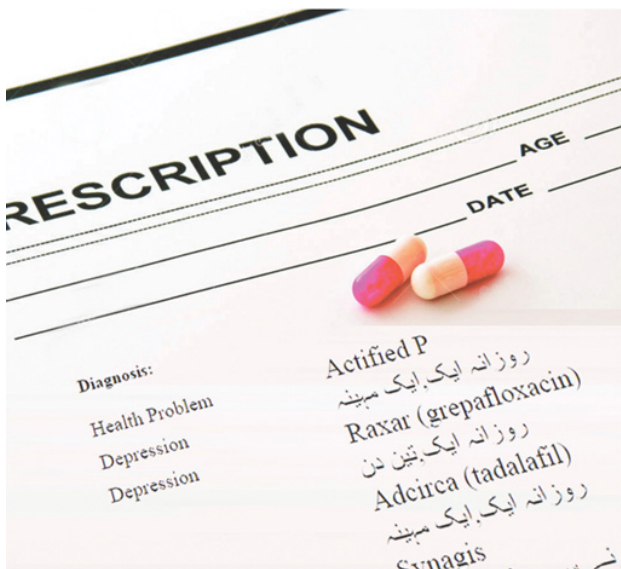 RESCRIPTION
AGE
DATE
Diagnosis:
Health Problem
Depression
Depression
Actified P
روزانہ ایک,ایک مہینہ
Raxar (grepafloxacin)
روزانہ ایک,تین دن
Adcirca (tadalafil)
روزانہ ایک,ایک مہینہ
Synagis